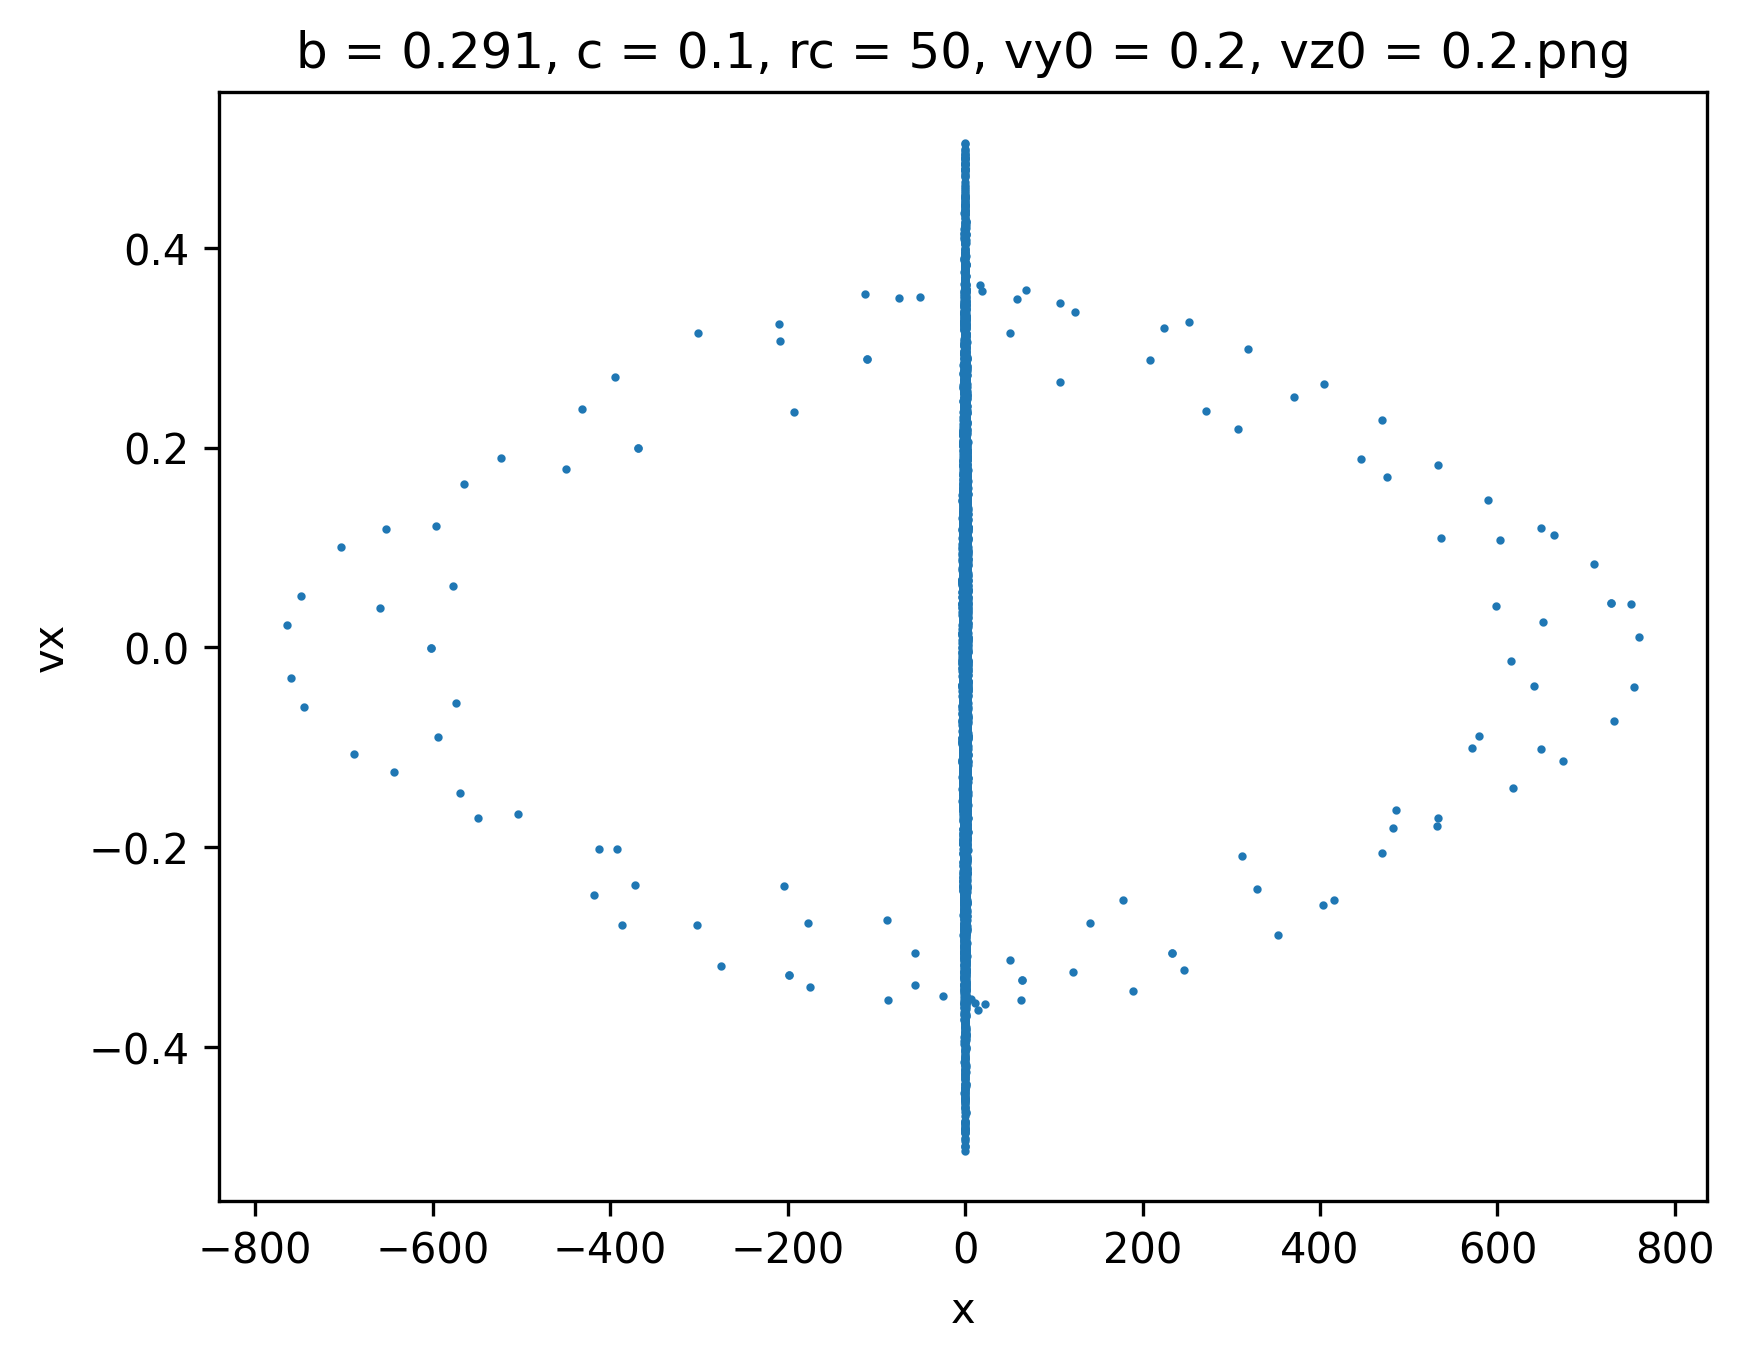 b = 0.291, c = 0.1, rc = 50, vy0 = 0.2, vz0 = 0.2.png
0.4
0.2
0.0
−0.2
−0.4
vx
−800 −600 −400 −200 0 200 400 600 800
x